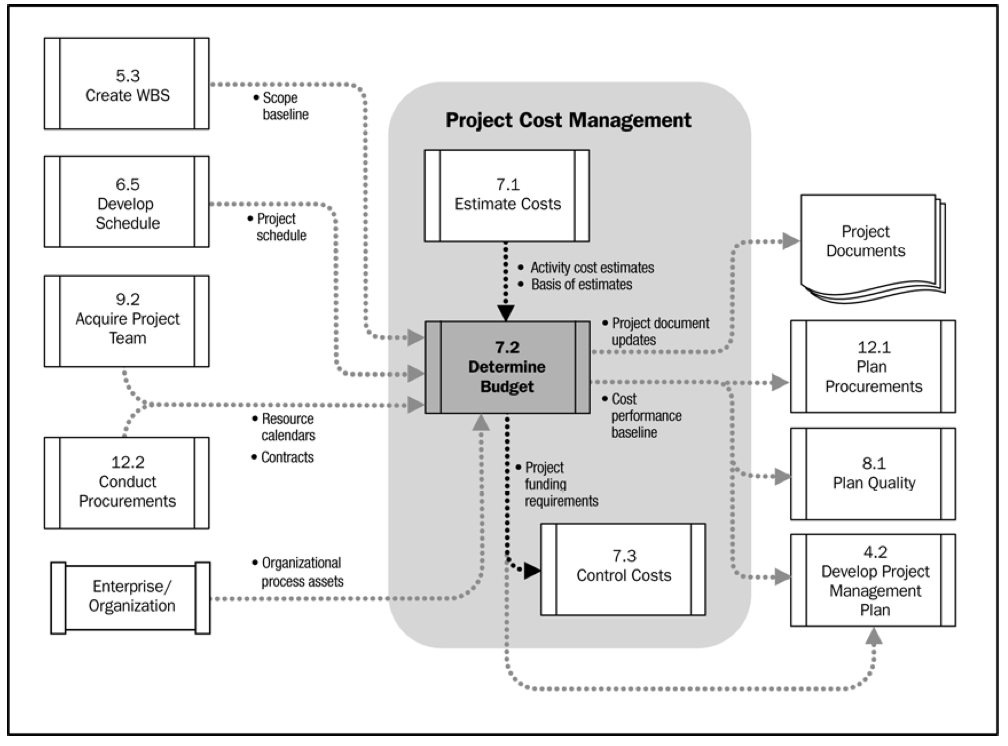 5.3
Create WBS
• Scope
baseline
Project Cost Management
6.5
Develop
Schedule
• Project
schedule
7.1
Estimate Costs
• Activity cost estimates
• Basis of estimates
Project
Documents
9.2
Acquire Project
Team
7.2
Determine
Budget
• Project document
updates
12.1
Plan
Procurements
• Cost
performance
baseline
• Resource
calendars
• Contracts
12.2
Conduct
Procurements
• Project
funding
requirements
8.1
Plan Quality
• Organizational
process assets
Enterprise/
Organization
7.3
Control Costs
4.2
Develop Project
Management
Plan